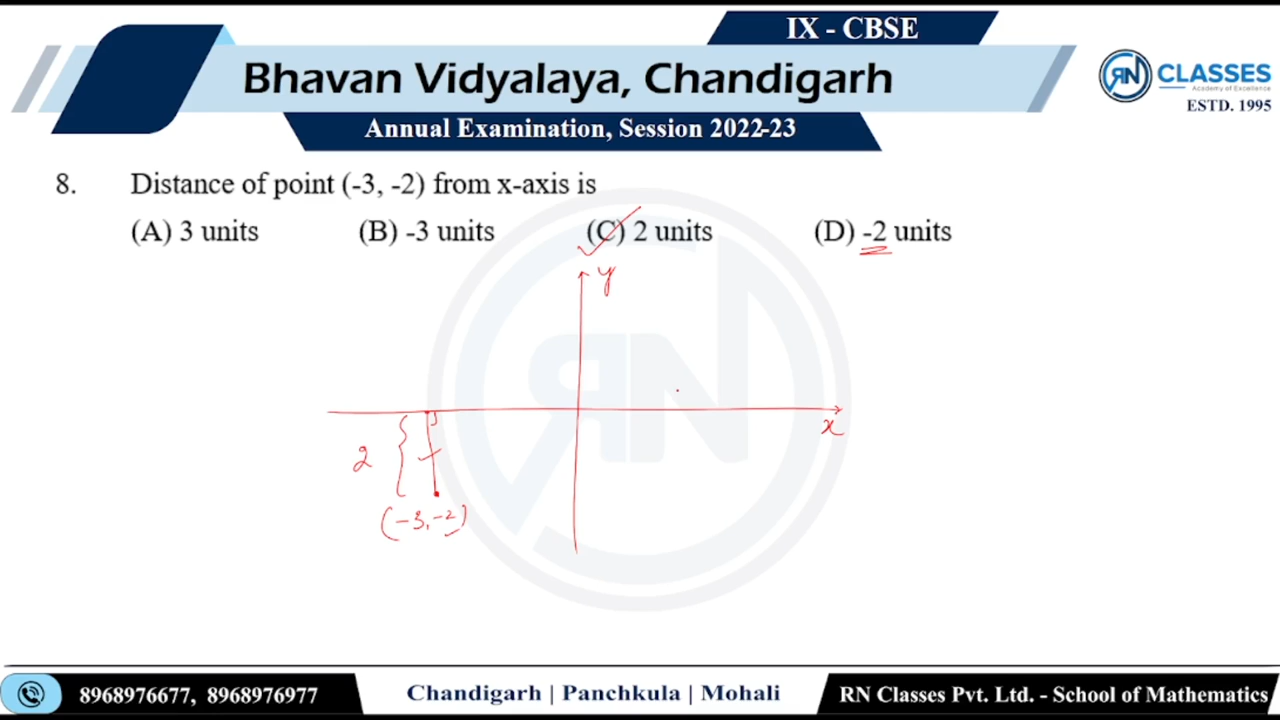 IX - CBSE
Bhavan Vidyalaya, Chandigarh
RN CLASSES
Academy of Excellence
ESTD. 1995
Annual Examination, Session 2022-23
8. Distance of point (-3, -2) from x-axis is
(A) 3 units (B) -3 units (C) 2 units (D) -2 units
y
RN
x
2
(-3, -2)
8968976677, 8968976977
Chandigarh | Panchkula | Mohali
RN Classes Pvt. Ltd. - School of Mathematics